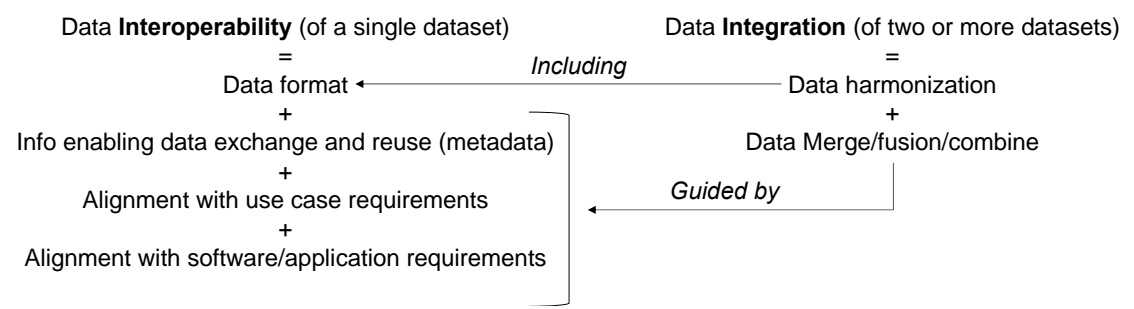 Data Interoperability (of a single dataset)
=
Data format
+
Info enabling data exchange and reuse (metadata)
+
Alignment with use case requirements
+
Alignment with software/application requirements
Including
Guided by
Data Integration (of two or more datasets)
=
Data harmonization
+
Data Merge/fusion/combine